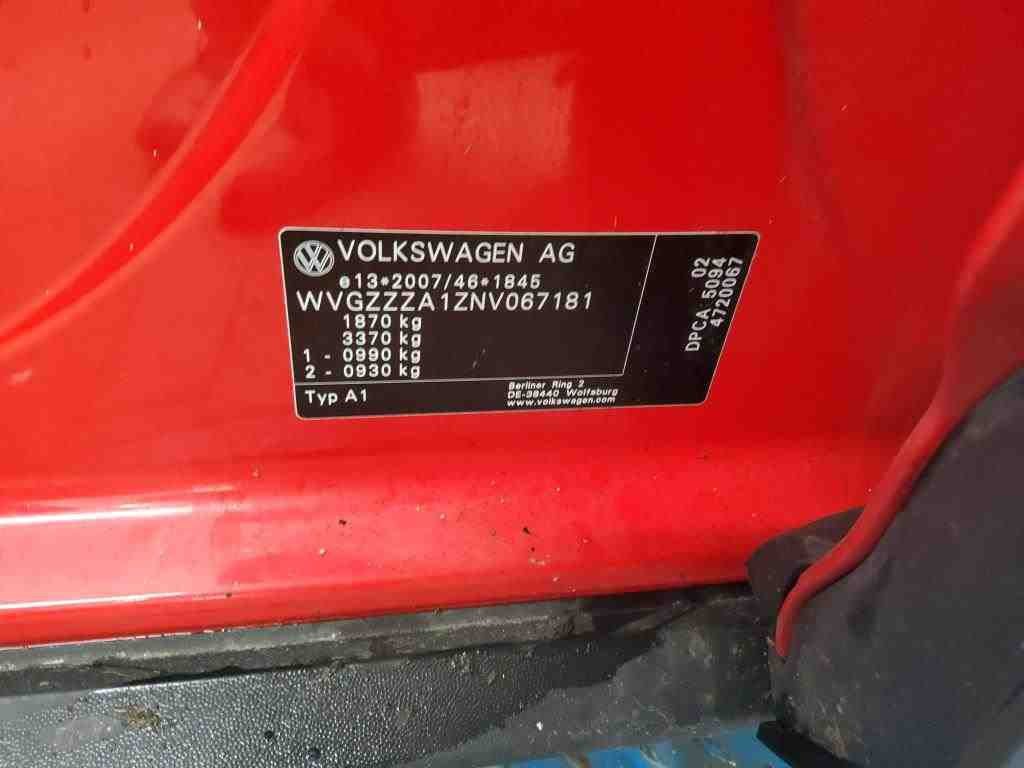 VOLKSWAGEN AG
e13*2007/46*1845
WVGZZZA1ZNV067181
1870 kg
3370 kg
1 - 0990 kg
2 - 0930 kg
Typ A1
Berliner Ring 2
DE-38440 Wolfsburg
www.volkswagen.com
DPCA: 5094 02
4720067